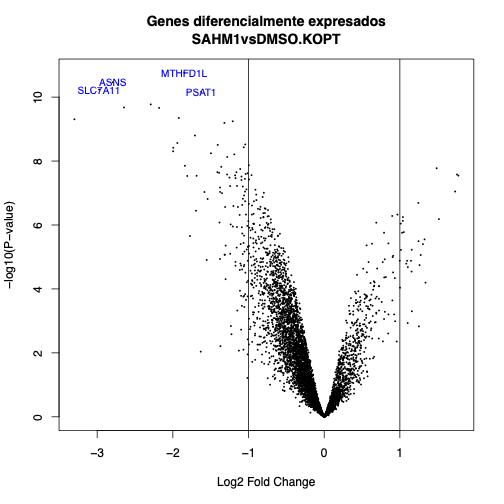 Genes diferencialmente expresados
SAHM1vsDMSO.KOPT
MTHFD1L
ASNS
SLC7A11
PSAT1
10
8
6
4
2
0
−log10(P−value)
−3 −2 −1 0 1
Log2 Fold Change